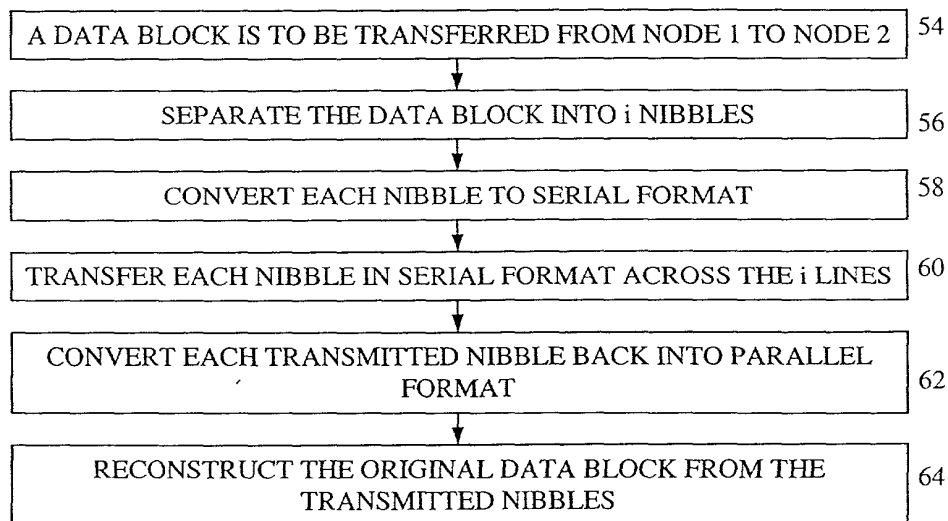 A DATA BLOCK IS TO BE TRANSFERRED FROM NODE 1 TO NODE 2
54
SEPARATE THE DATA BLOCK INTO i NIBBLES
56
CONVERT EACH NIBBLE TO SERIAL FORMAT
58
TRANSFER EACH NIBBLE IN SERIAL FORMAT ACROSS THE i LINES
60
CONVERT EACH TRANSMITTED NIBBLE BACK INTO PARALLEL
FORMAT
62
RECONSTRUCT THE ORIGINAL DATA BLOCK FROM THE
TRANSMITTED NIBBLES
64